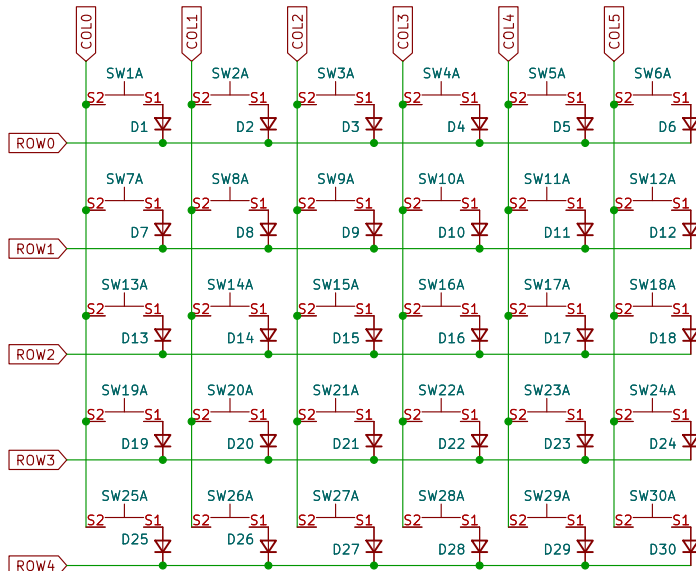 COL0 COL1 COL2 COL3 COL4 COL5
SW1A SW2A SW3A SW4A SW5A SW6A
S2 S1 S2 S1 S2 S1 S2 S1 S2 S1 S2 S1
D1 D2 D3 D4 D5 D6
ROW0
SW7A SW8A SW9A SW10A SW11A SW12A
S2 S1 S2 S1 S2 S1 S2 S1 S2 S1 S2 S1
D7 D8 D9 D10 D11 D12
ROW1
SW13A SW14A SW15A SW16A SW17A SW18A
S2 S1 S2 S1 S2 S1 S2 S1 S2 S1 S2 S1
D13 D14 D15 D16 D17 D18
ROW2
SW19A SW20A SW21A SW22A SW23A SW24A
S2 S1 S2 S1 S2 S1 S2 S1 S2 S1 S2 S1
D19 D20 D21 D22 D23 D24
ROW3
SW25A SW26A SW27A SW28A SW29A SW30A
S2 S1 S2 S1 S2 S1 S2 S1 S2 S1 S2 S1
D25 D26 D27 D28 D29 D30
ROW4